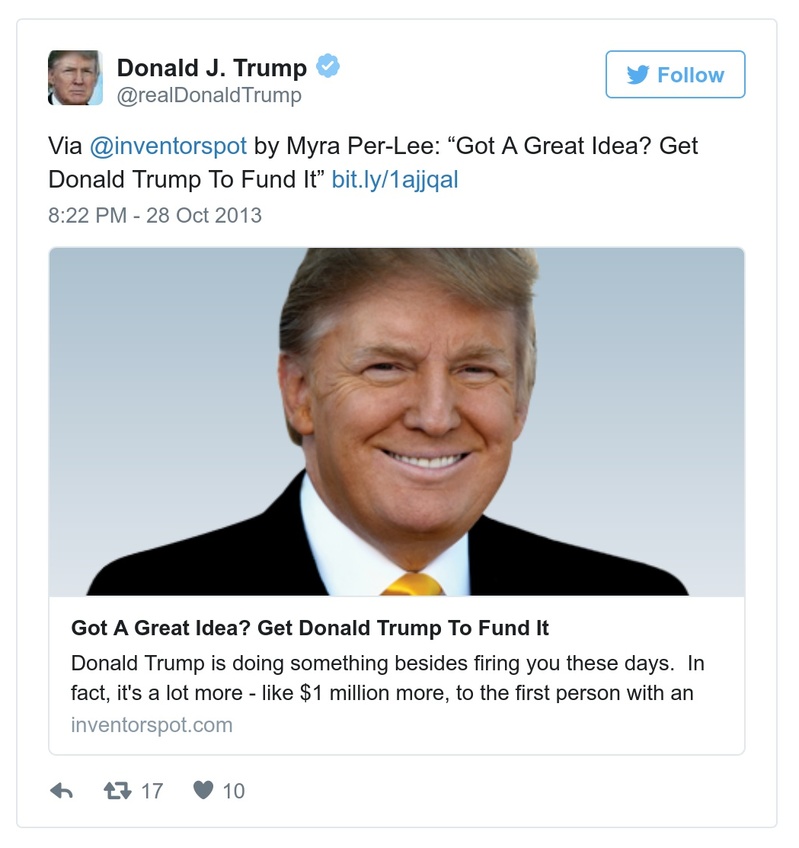 Donald J. Trump
@realDonaldTrump
Follow
Via @inventorspot by Myra Per-Lee: “Got A Great Idea? Get
Donald Trump To Fund It” bit.ly/1ajjqal
8:22 PM - 28 Oct 2013
Got A Great Idea? Get Donald Trump To Fund It
Donald Trump is doing something besides firing you these days.  In
fact, it's a lot more - like $1 million more, to the first person with an
inventorspot.com
17
10